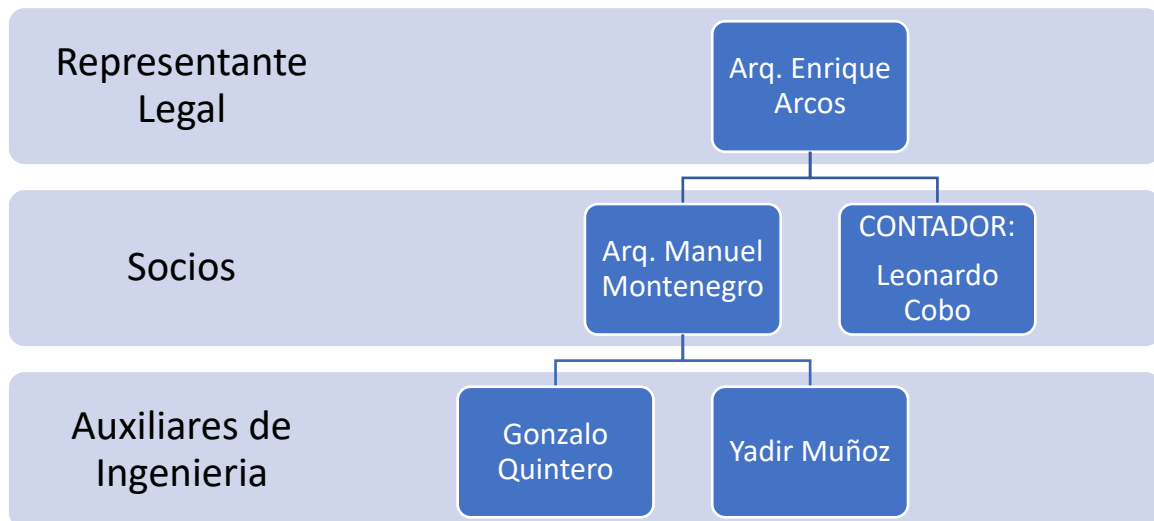 Representante
Legal
Arq. Enrique
Arcos
Socios
Arq. Manuel
Montenegro
CONTADOR:
Leonardo
Cobo
Auxiliares de
Ingenieria
Gonzalo
Quintero
Yadir Muñoz